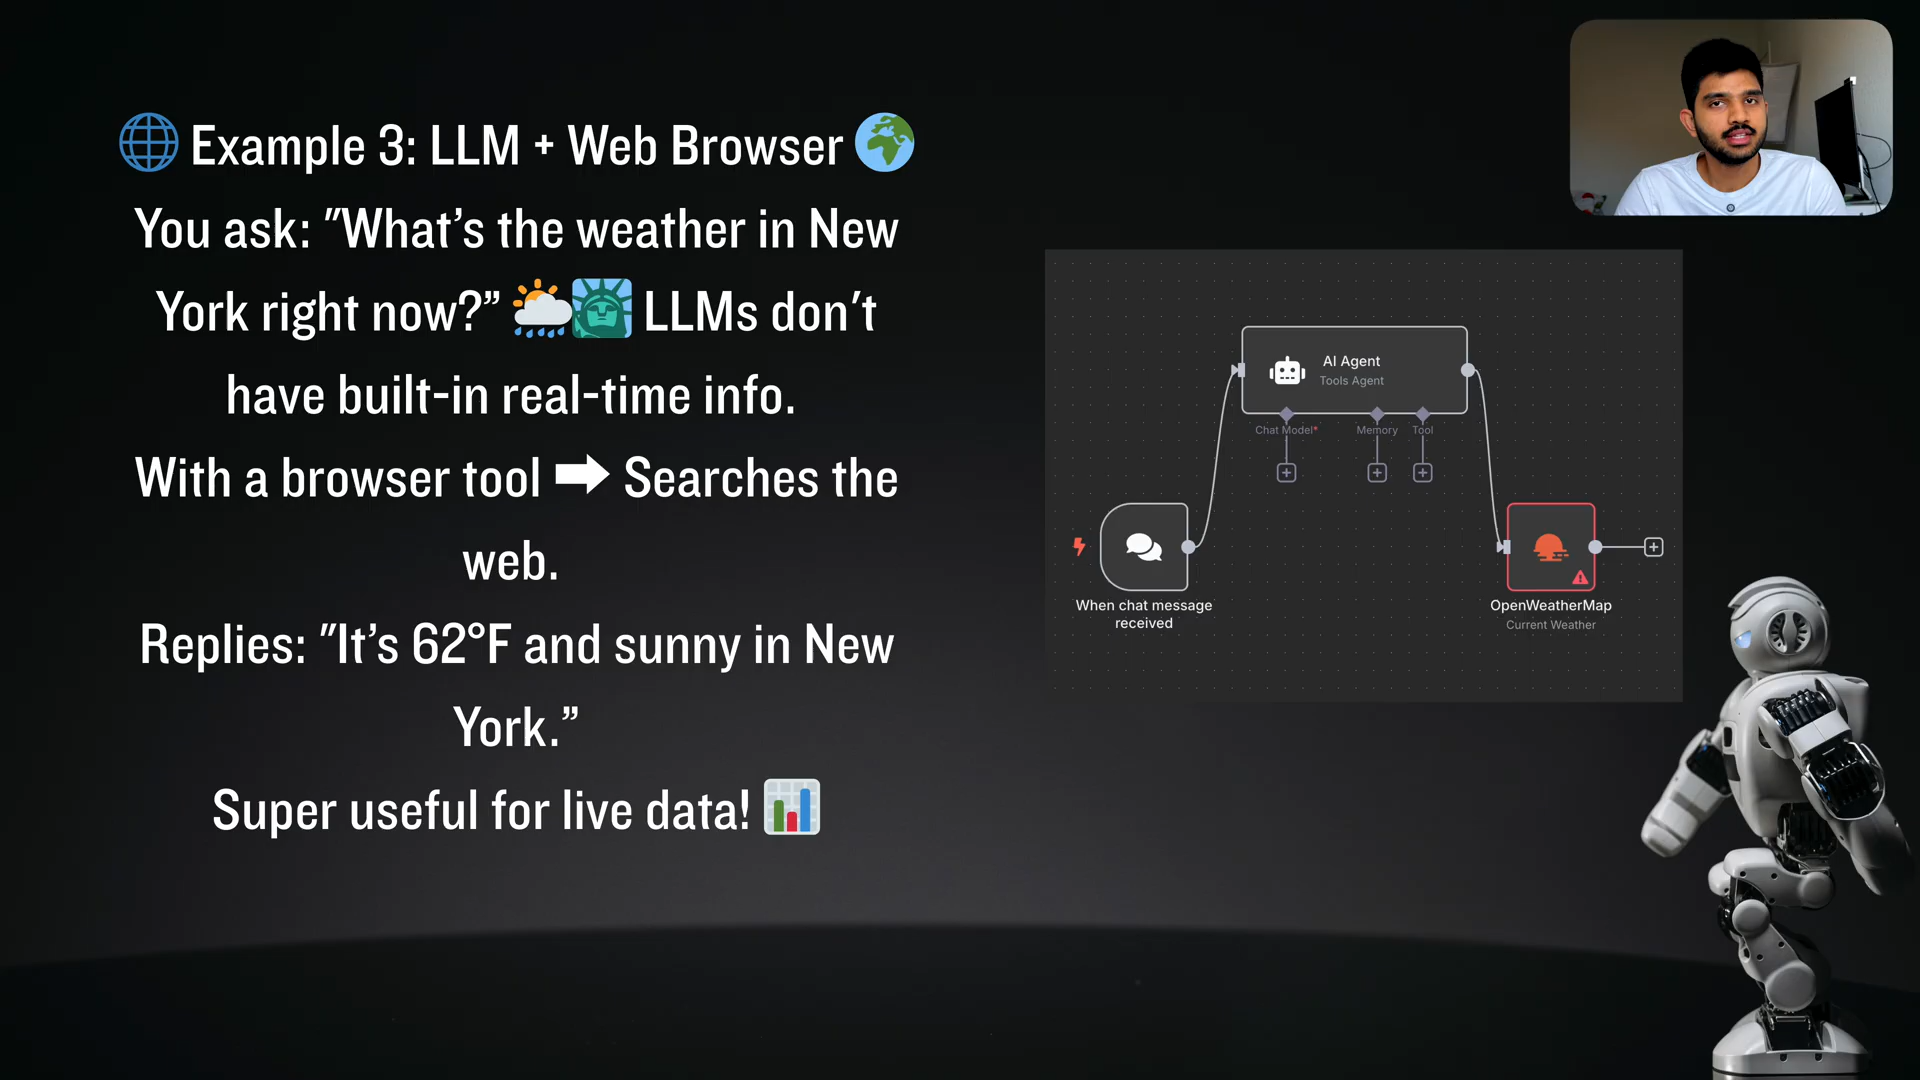 Example 3: LLM + Web Browser
You ask: "What's the weather in New
York right now?” LLMs don't
have built-in real-time info.
With a browser tool ➡ Searches the
web.
Replies: "It’s 62°F and sunny in New
York.”
Super useful for live data!
AI Agent
Tools Agent
Chat Model*
Memory
Tool
When chat message
received
OpenWeatherMap
Current Weather